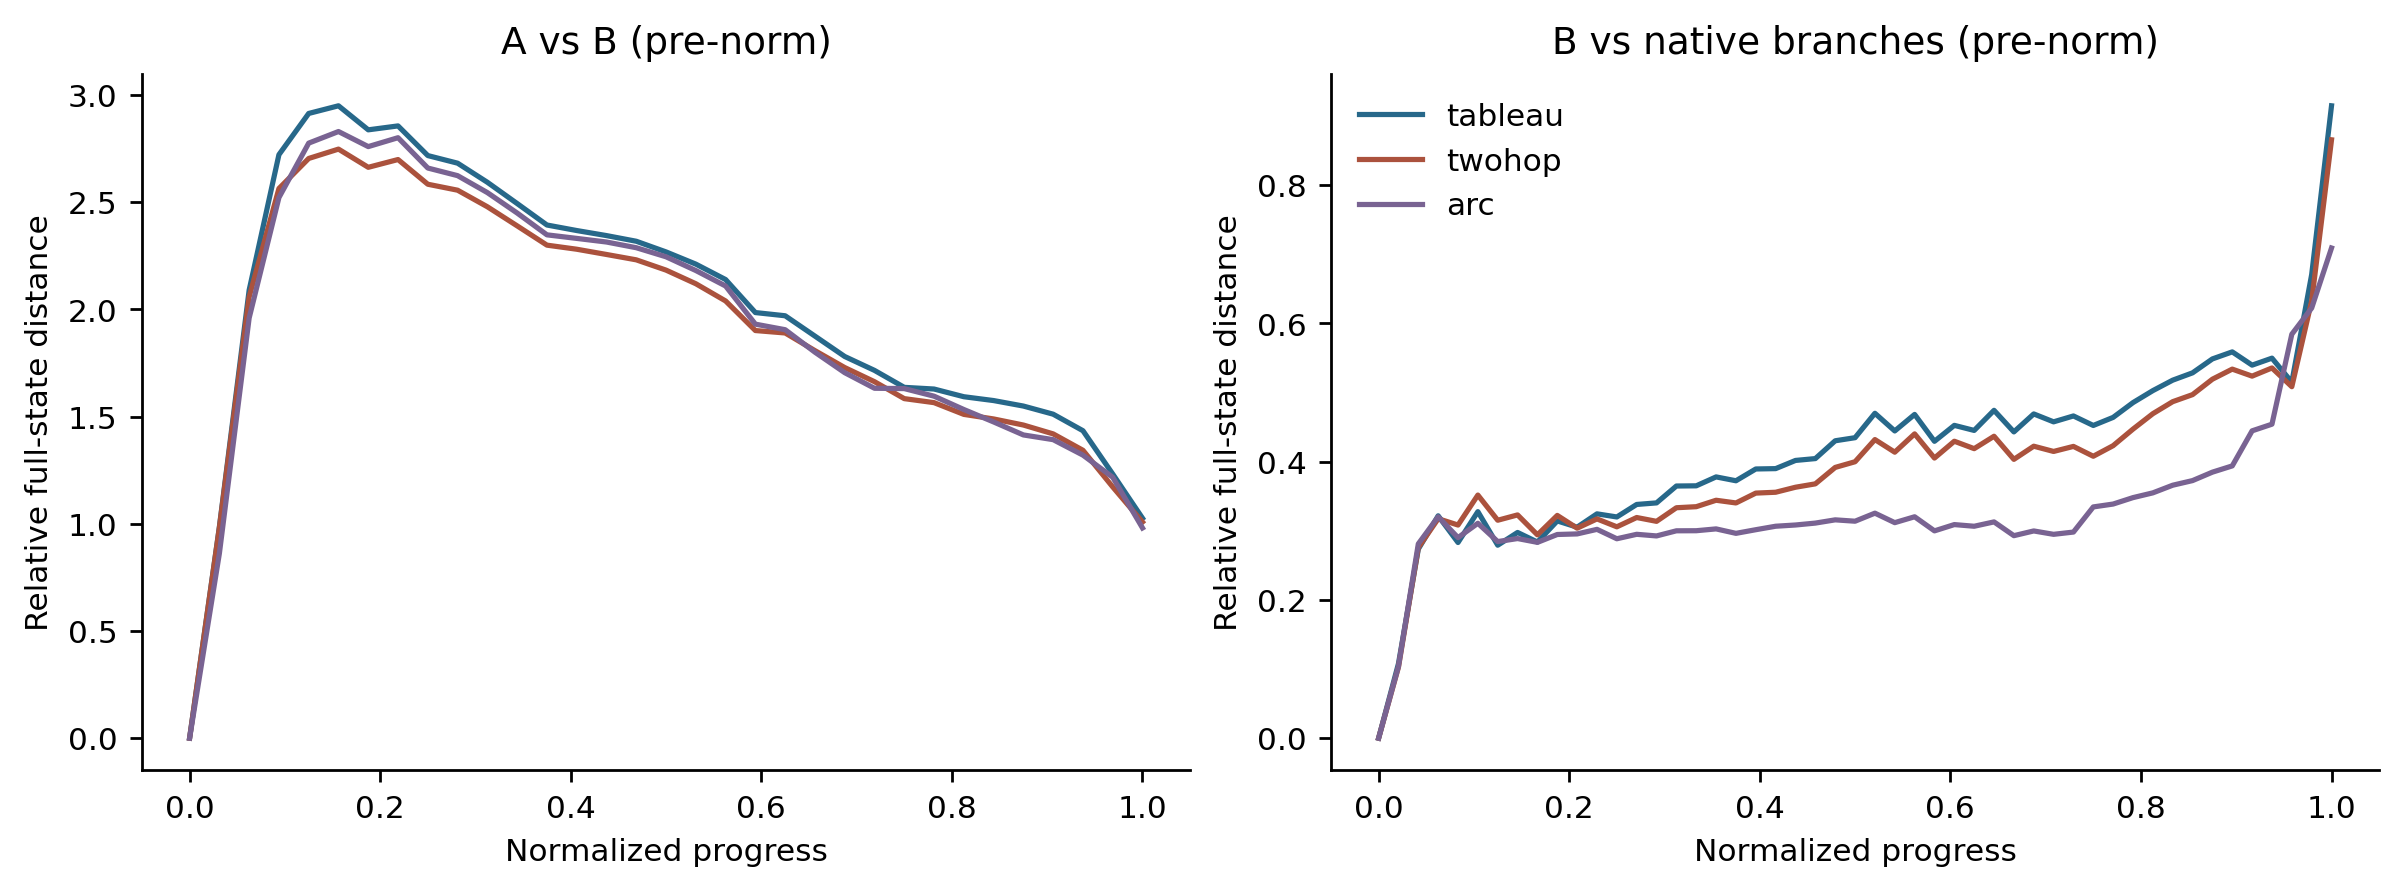 A vs B (pre-norm)
Relative full-state distance
3.0
2.5
2.0
1.5
1.0
0.5
0.0
0.0 0.2 0.4 0.6 0.8 1.0
Normalized progress
B vs native branches (pre-norm)
tableau
twohop
arc
Relative full-state distance
0.8
0.6
0.4
0.2
0.0
0.0 0.2 0.4 0.6 0.8 1.0
Normalized progress